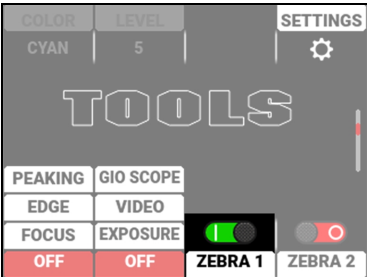 COLOR LEVEL SETTINGS
CYAN 5
TOOLS
PEAKING GIO SCOPE
EDGE VIDEO
FOCUS EXPOSURE
OFF OFF ZEBRA 1 ZEBRA 2